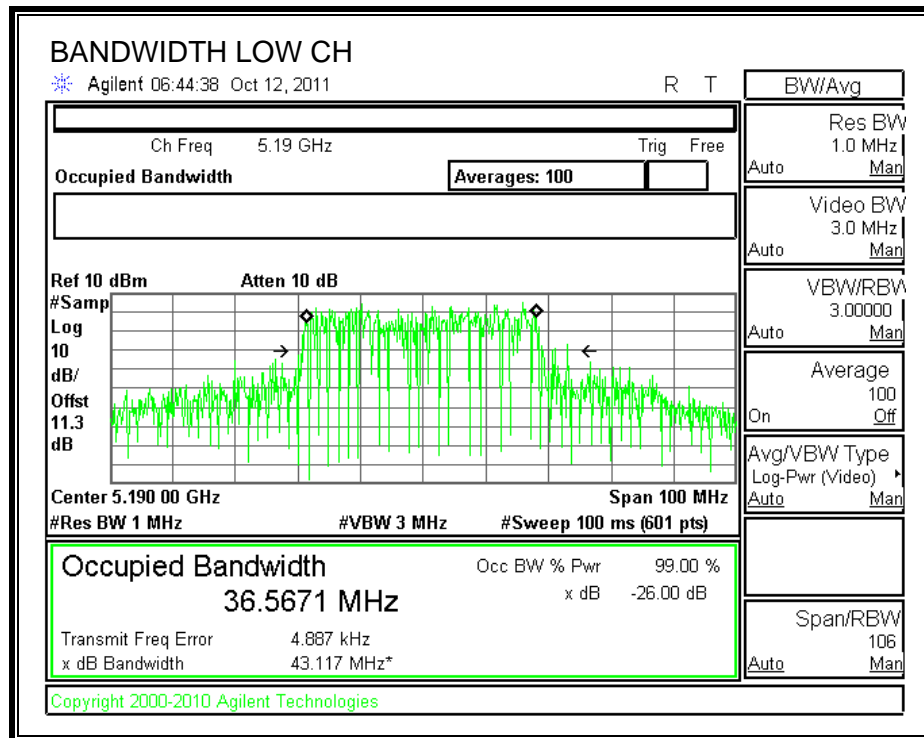 BANDWIDTH LOW CH
Agilent 06:44:38 Oct 12, 2011 R T
Ch Freq 5.19 GHz Trig Free
Occupied Bandwidth Averages: 100
Ref 10 dBm Atten 10 dB
#Samp
Log
10
dB/
Offst
11.3
dB
Center 5.190 00 GHz Span 100 MHz
#Res BW 1 MHz #VBW 3 MHz #Sweep 100 ms (601 pts)
Occupied Bandwidth
36.5671 MHz
Occ BW % Pwr 99.00 %
x dB -26.00 dB
Transmit Freq Error 4.887 kHz
x dB Bandwidth 43.117 MHz*
Copyright 2000-2010 Agilent Technologies
BW/Avg
Res BW
1.0 MHz
Auto Man
Video BW
3.0 MHz
Auto Man
VBW/RBW
3.00000
Auto Man
Average
100
On Off
Avg/VBW Type
Log-Pwr (Video)
Auto Man
Span/RBW
106
Auto Man